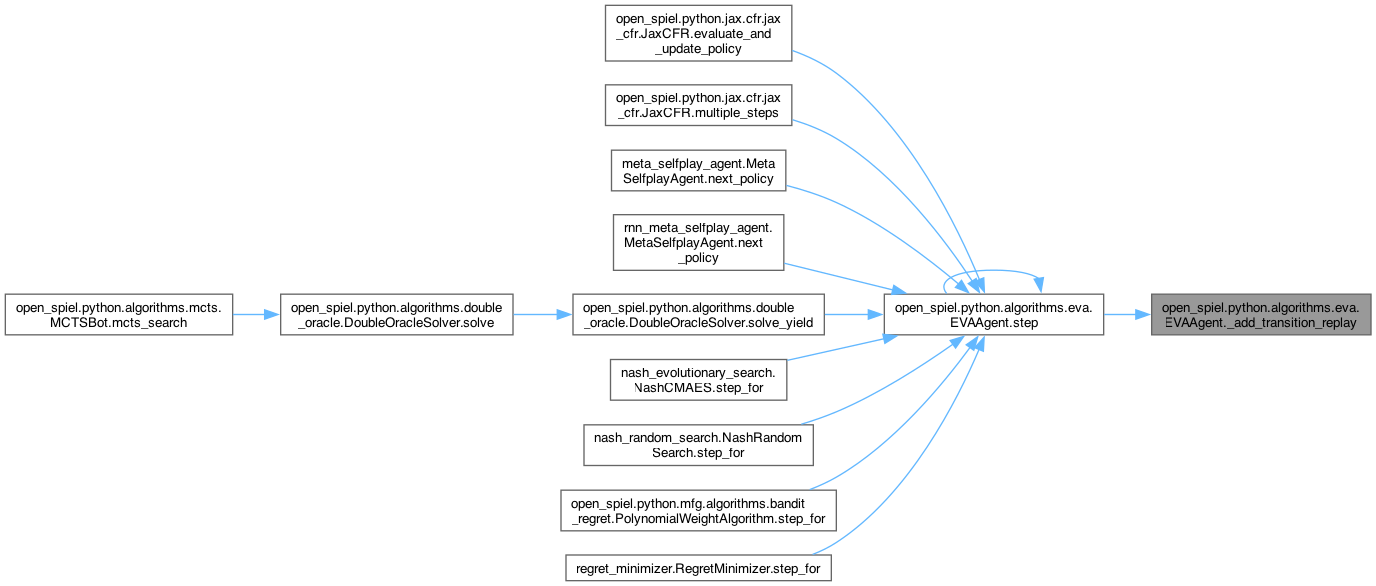 open_spiel.python.jax.cfr.jax
_cfr.JaxCFR.evaluate_and
_update_policy
open_spiel.python.jax.cfr.jax
_cfr.JaxCFR.multiple_steps
meta_selfplay_agent.Meta
SelfplayAgent.next_policy
rnn_meta_selfplay_agent.
MetaSelfplayAgent.next
_policy
open_spiel.python.algorithms.mcts.
MCTSBot.mcts_search
open_spiel.python.algorithms.double
_oracle.DoubleOracleSolver.solve
open_spiel.python.algorithms.double
_oracle.DoubleOracleSolver.solve_yield
open_spiel.python.algorithms.eva.
EVAAgent.step
open_spiel.python.algorithms.eva.
EVAAgent._add_transition_replay
nash_evolutionary_search.
NashCMAES.step_for
nash_random_search.NashRandom
Search.step_for
open_spiel.python.mfg.algorithms.bandit
_regret.PolynomialWeightAlgorithm.step_for
regret_minimizer.RegretMinimizer.step_for